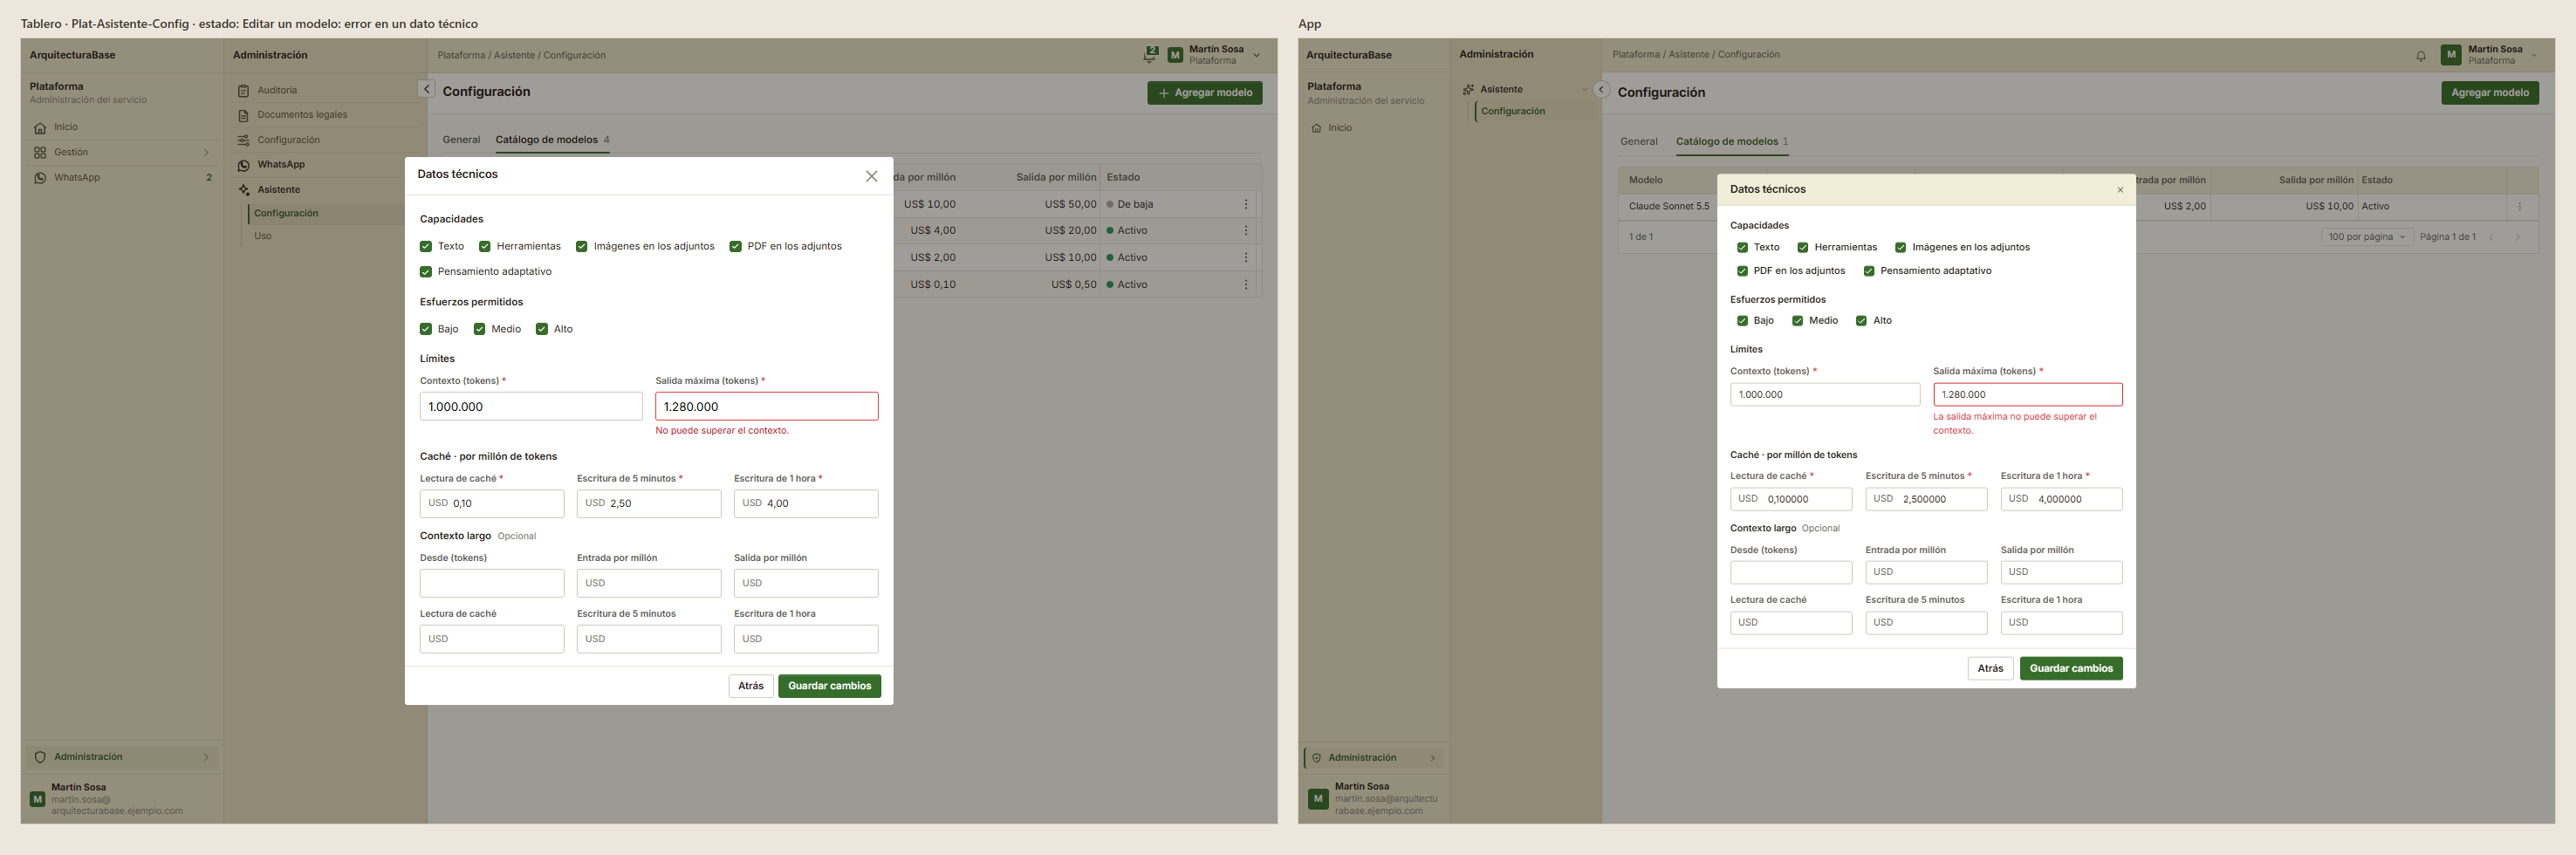 Tablero · Plat-Asistente-Config · estado: Editar un modelo: error en un dato técnico
ArquitecturaBase
Administración
Plataforma / Asistente / Configuración
2
M
Martín Sosa
Plataforma
Plataforma
Administración del servicio
Inicio
Gestión
WhatsApp 2
Auditoria
Documentos legales
Configuración
WhatsApp
Asistente
Configuración
Uso
Configuración
Agregar modelo
General
Catálogo de modelos 4
da por millón
Salida por millón
Estado
US$ 10,00 US$ 50,00 De baja
US$ 4,00 US$ 20,00 Activo
US$ 2,00 US$ 10,00 Activo
US$ 0,10 US$ 0,50 Activo
Datos técnicos
Capacidades
Texto Herramientas Imágenes en los adjuntos PDF en los adjuntos
Pensamiento adaptativo
Esfuerzos permitidos
Bajo Medio Alto
Límites
Contexto (tokens) * Salida máxima (tokens) *
1.000.000 1.280.000
No puede superar el contexto.
Caché · por millón de tokens
Lectura de caché * Escritura de 5 minutos * Escritura de 1 hora *
USD 0,10 USD 2,50 USD 4,00
Contexto largo Opcional
Desde (tokens) Entrada por millón Salida por millón
USD USD
Lectura de caché Escritura de 5 minutos Escritura de 1 hora
USD USD USD
Atrás Guardar cambios
Administración
M
Martín Sosa
martin.sosa@
arquitecturabase.ejemplo.com
App
ArquitecturaBase
Administración
Plataforma / Asistente / Configuración
M
Martín Sosa
Plataforma
Plataforma
Administración del servicio
Inicio
Asistente
Configuración
Configuración
Agregar modelo
General
Catálogo de modelos 1
Modelo
trada por millón
Salida por millón
Estado
Claude Sonnet 5.5 US$ 2,00 US$ 10,00 Activo
1 de 1 100 por página Página 1 de 1
Datos técnicos
Capacidades
Texto Herramientas Imágenes en los adjuntos
PDF en los adjuntos Pensamiento adaptativo
Esfuerzos permitidos
Bajo Medio Alto
Límites
Contexto (tokens) * Salida máxima (tokens) *
1.000.000 1.280.000
La salida máxima no puede superar el
contexto.
Caché · por millón de tokens
Lectura de caché * Escritura de 5 minutos * Escritura de 1 hora *
USD 0,100000 USD 2,500000 USD 4,000000
Contexto largo Opcional
Desde (tokens) Entrada por millón Salida por millón
USD USD
Lectura de caché Escritura de 5 minutos Escritura de 1 hora
USD USD USD
Atrás Guardar cambios
Administración
M
Martín Sosa
martin.sosa@arquitectu
rabase.ejemplo.com